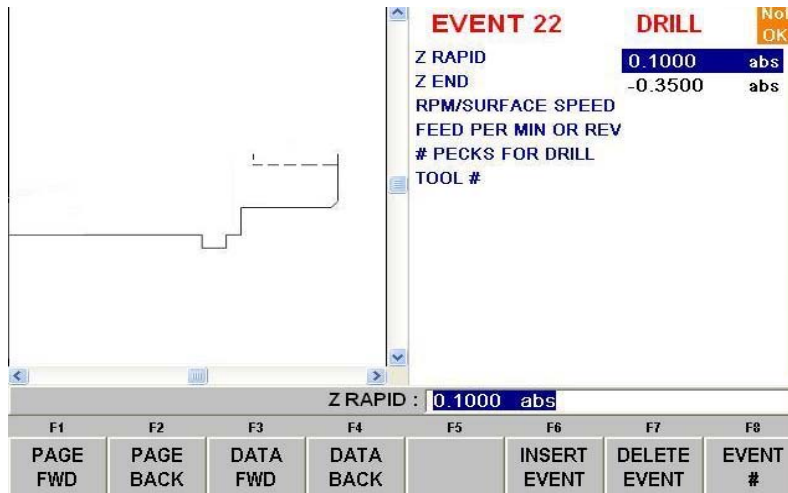 EVENT 22 DRILL
OK
Z RAPID 0.1000 abs
Z END -0.3500 abs
RPM/SURFACE SPEED
FEED PER MIN OR REV
# PECKS FOR DRILL
TOOL #
Z RAPID : 0.1000 abs
F1 F2 F3 F4 F5 F6 F7 F8
PAGE FWD PAGE BACK DATA FWD DATA BACK INSERT EVENT DELETE EVENT EVENT #